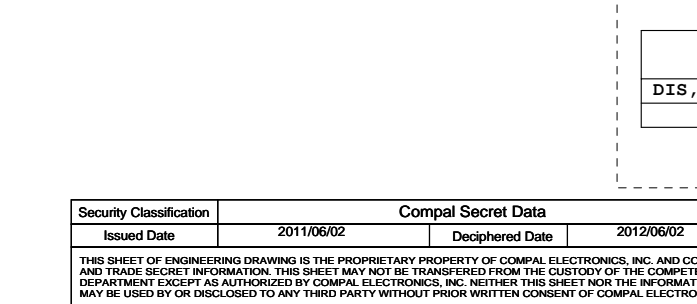 DIS,
Security Classification Compal Secret Data
Issued Date 2011/06/02 Deciphered Date 2012/06/02
THIS SHEET OF ENGINEERING DRAWING IS THE PROPRIETARY PROPERTY OF COMPAL ELECTRONICS, INC. AND CO
AND TRADE SECRET INFORMATION. THIS SHEET MAY NOT BE TRANSFERED FROM THE CUSTODY OF THE COMPETE
DEPARTMENT EXCEPT AS AUTHORIZED BY COMPAL ELECTRONICS, INC. NEITHER THIS SHEET NOR THE INFORMAT
MAY BE USED BY OR DISCLOSED TO ANY THIRD PARTY WITHOUT PRIOR WRITTEN CONSENT OF COMPAL ELECTRO